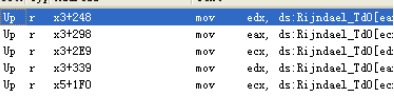 Up r x3+248 mov edx, ds:Rijndael_Td0[ea
Up r x3+298 mov eax, ds:Rijndael_Td0[ea
Up r x3+2E9 mov ecx, ds:Rijndael_Td0[ec
Up r x3+339 mov edx, ds:Rijndael_Td0[ed
Up r x5+1F0 mov ecx, ds:Rijndael_Td0[ec